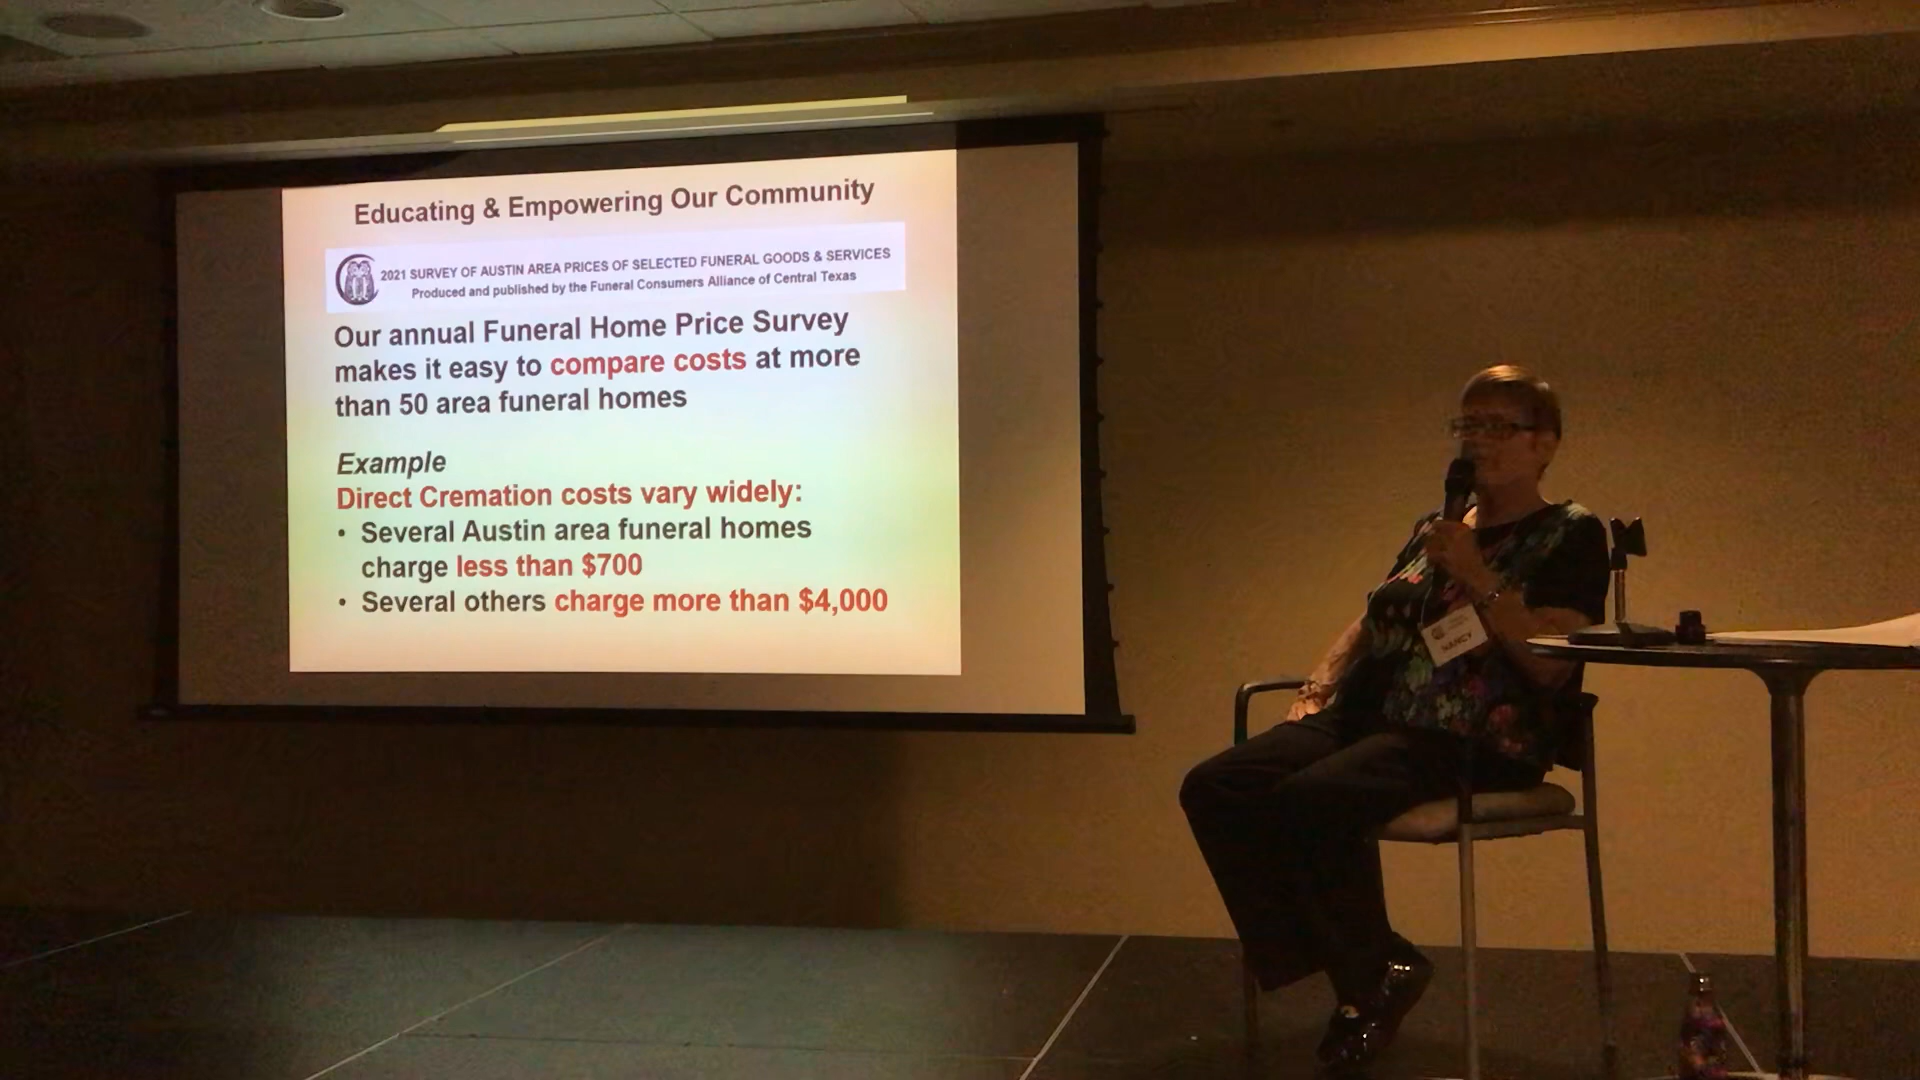 Educating & Empowering Our Community
2021 SURVEY OF AUSTIN AREA PRICES OF SELECTED FUNERAL GOODS & SERVICES
Produced and published by the Funeral Consumers Alliance of Central Texas
Our annual Funeral Home Price Survey
makes it easy to compare costs at more
than 50 area funeral homes
Example
Direct Cremation costs vary widely:
• Several Austin area funeral homes
charge less than $700
• Several others charge more than $4,000
NANCY